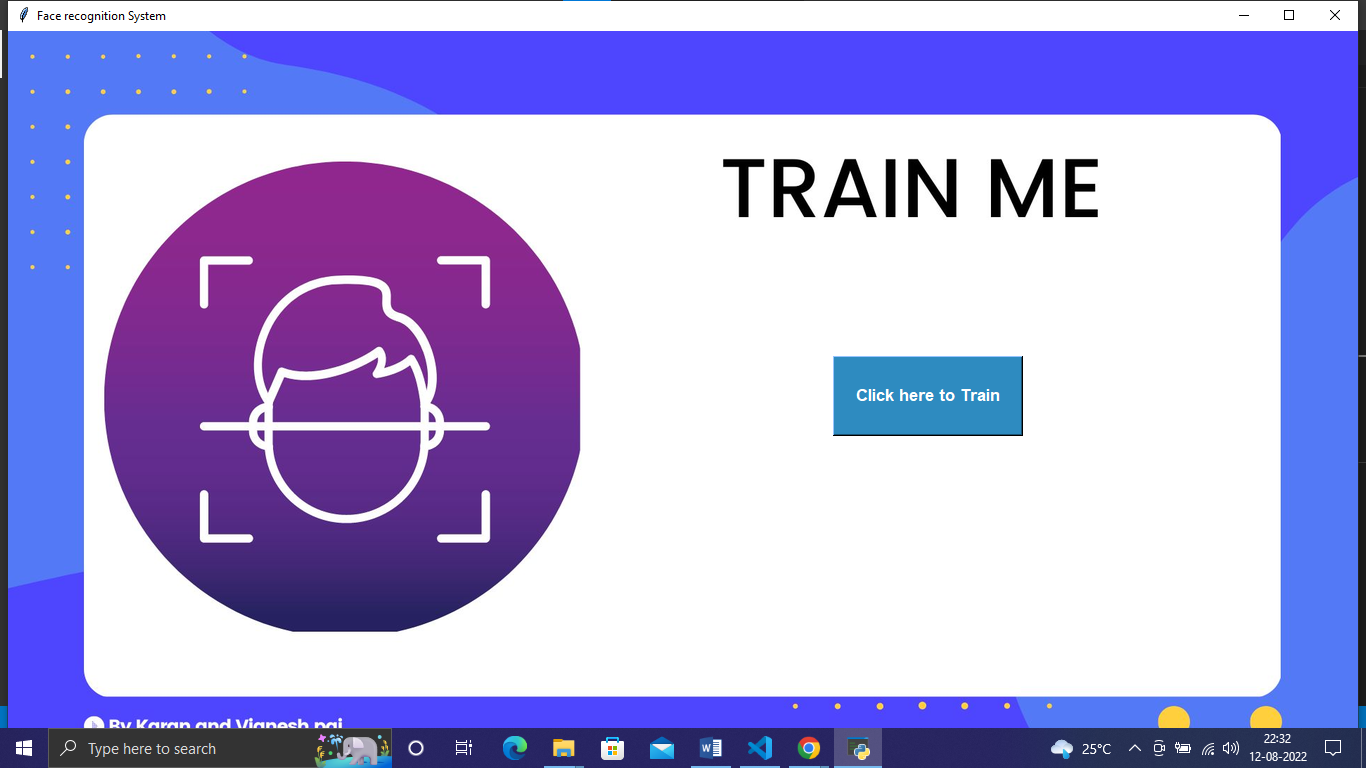 Face recognition System
TRAIN ME
Click here to Train
By Karan and Vignesh pai
Type here to search
25°C
22:32
12-08-2022